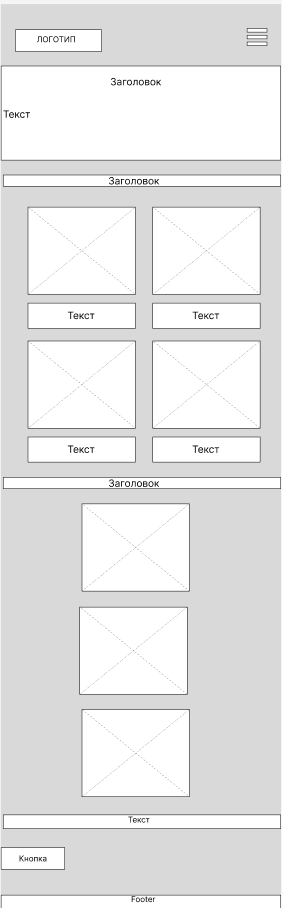 ЛОГОТИП
Заголовок
Текст
Заголовок
Текст Текст
Текст Текст
Заголовок
Текст
Кнопка
Footer